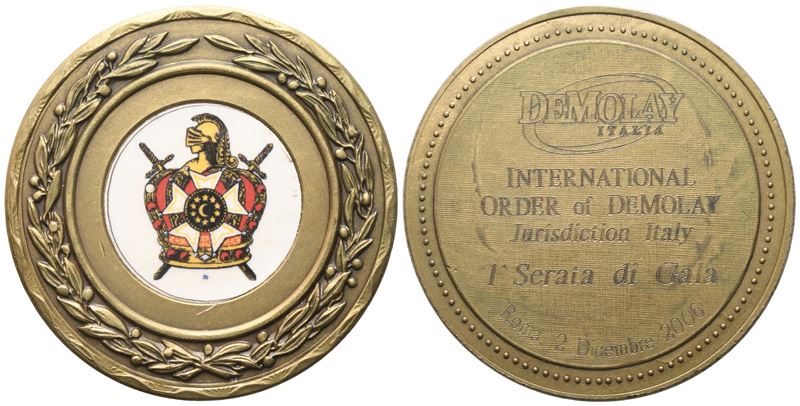 DEMOLAY
ITALIA
INTERNATIONAL
ORDER of DEMOLAY
Jurisdiction Italy
1ª Serata di Gala
Roma 2 Dicembre 2006